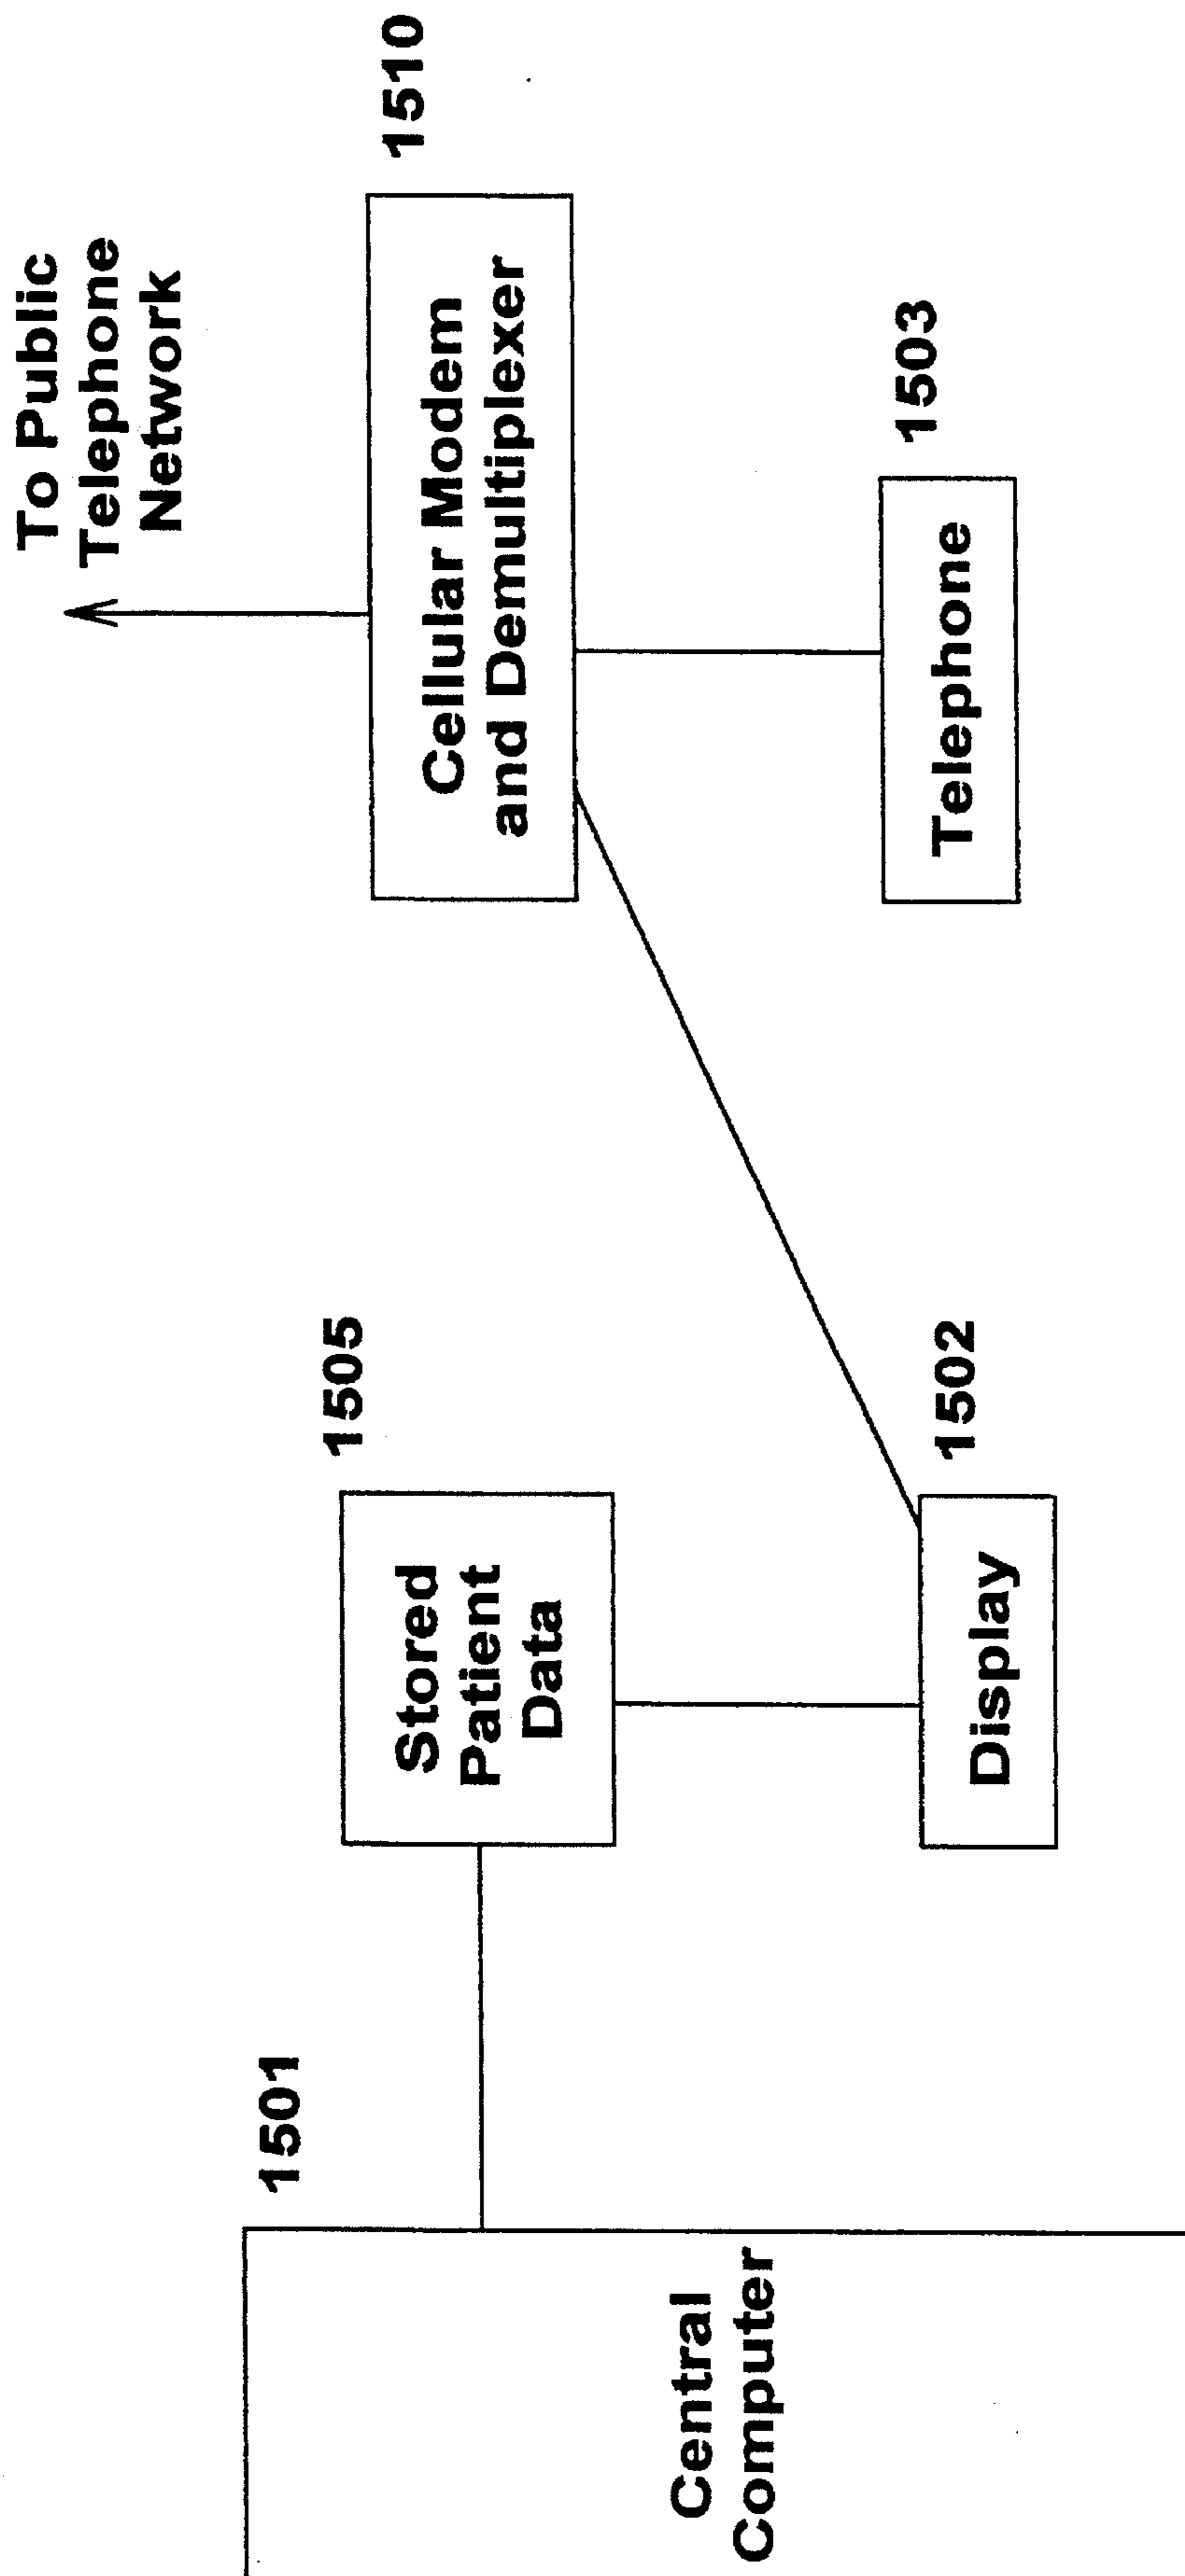 To Public
Telephone
Network
1510
Cellular Modem
and Demultiplexer
1503
Telephone
1505
Stored
Patient
Data
1502
Display
1501
Central
Computer